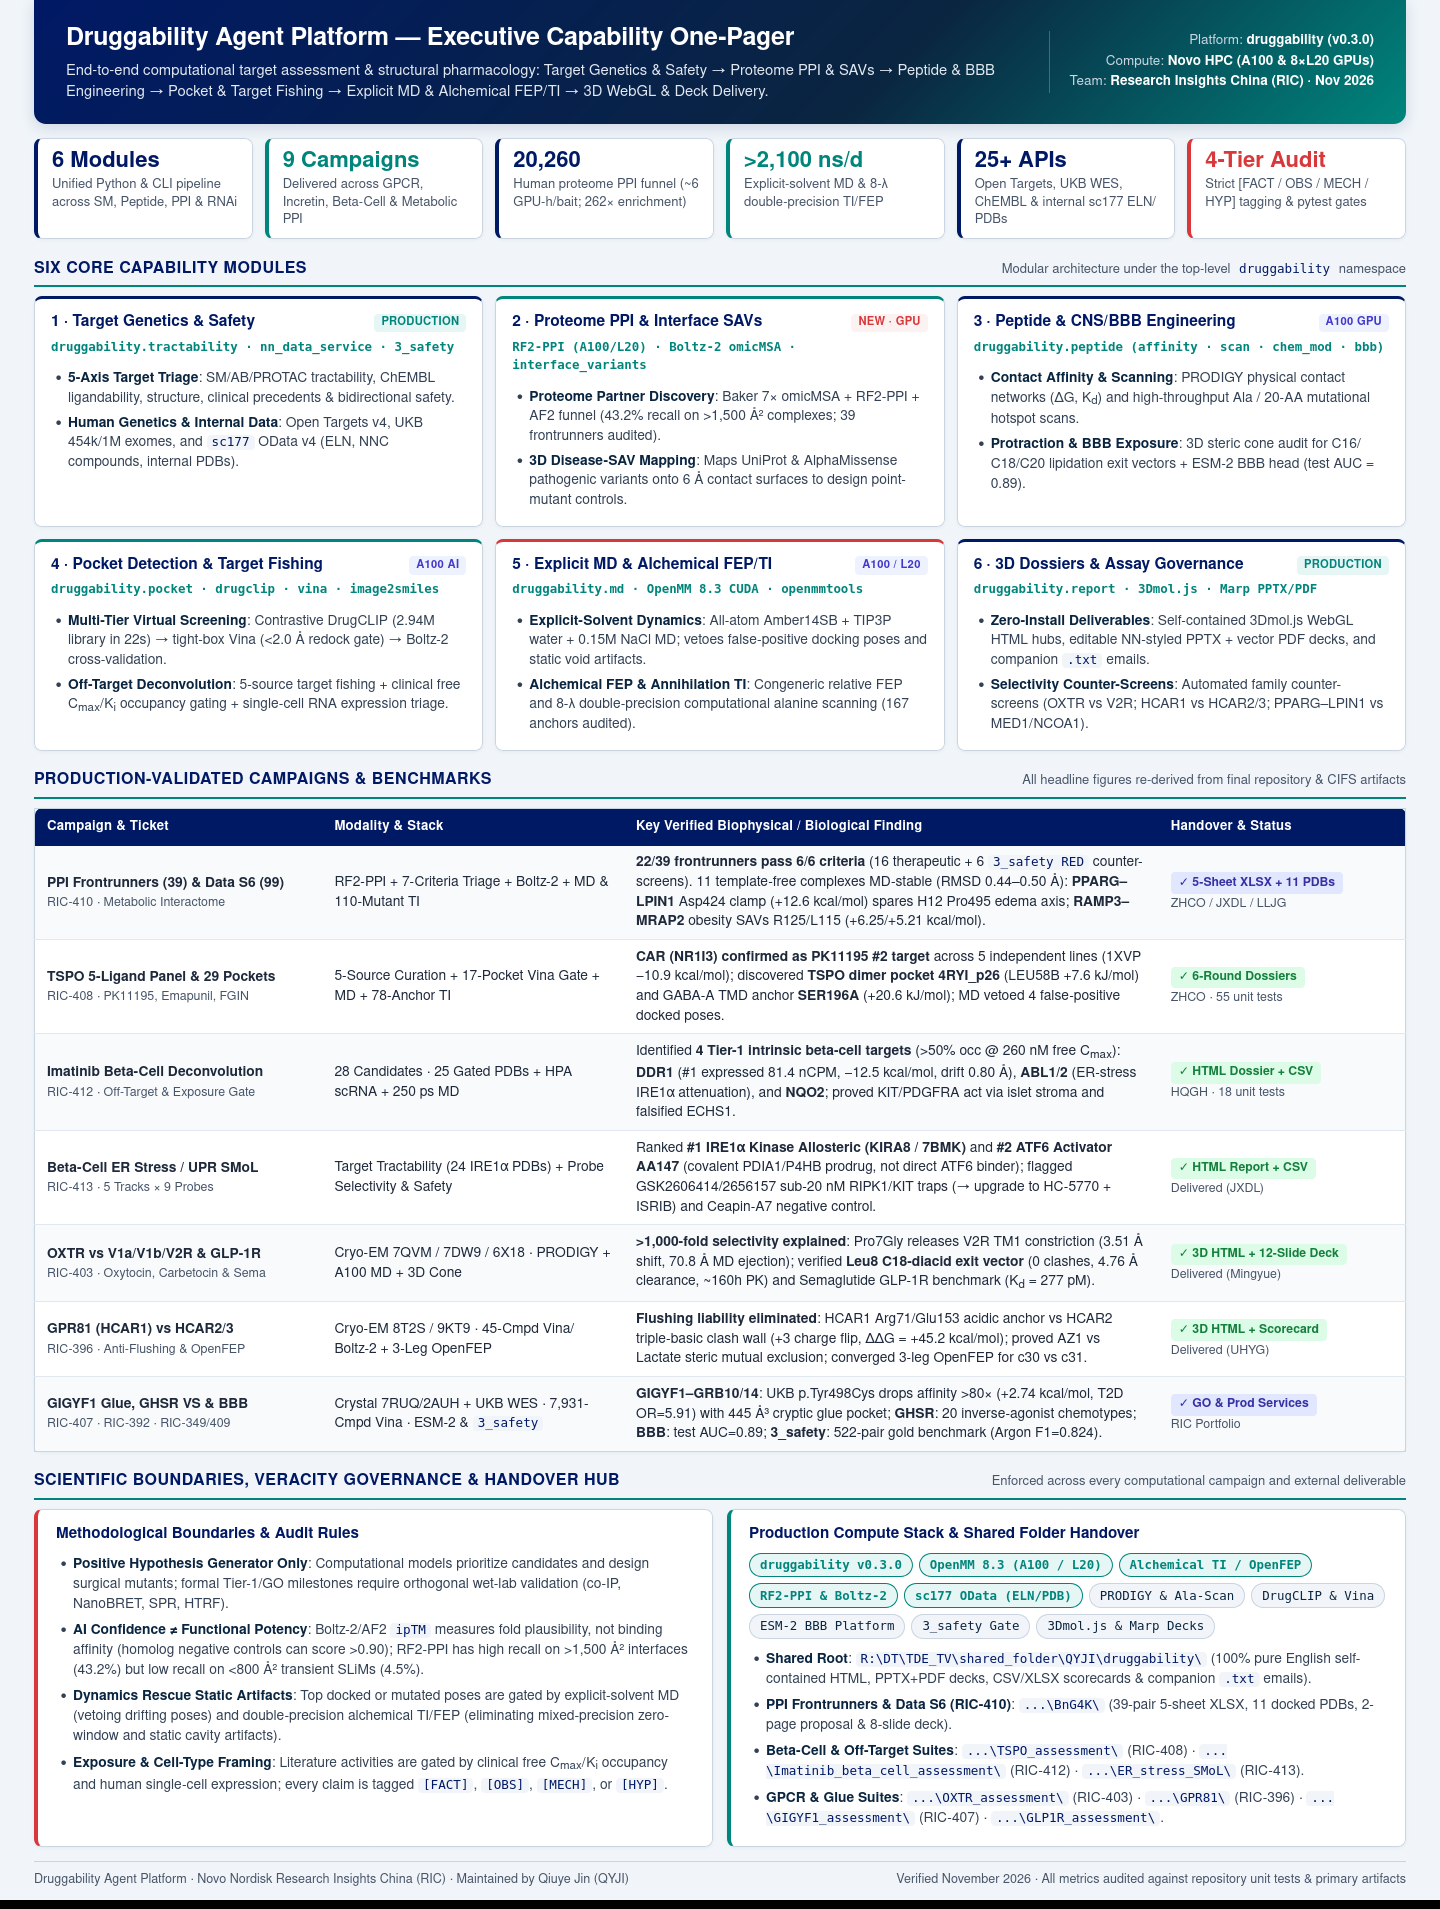 Druggability Agent Platform — Executive Capability One-Pager
End-to-end computational target assessment & structural pharmacology: Target Genetics & Safety → Proteome PPI & SAVs → Peptide & BBB
Engineering → Pocket & Target Fishing → Explicit MD & Alchemical FEP/TI → 3D WebGL & Deck Delivery.
Platform: druggability (v0.3.0)
Compute: Novo HPC (A100 & 8×L20 GPUs)
Team: Research Insights China (RIC) · Nov 2026
6 Modules
Unified Python & CLI pipeline
across SM, Peptide, PPI & RNAi
9 Campaigns
Delivered across GPCR,
Incretin, Beta-Cell & Metabolic
PPI
20,260
Human proteome PPI funnel (~6
GPU-h/bait; 262× enrichment)
>2,100 ns/d
Explicit-solvent MD & 8-λ
double-precision TI/FEP
25+ APIs
Open Targets, UKB WES,
ChEMBL & internal sc177 ELN/
PDBs
4-Tier Audit
Strict [FACT / OBS / MECH /
HYP] tagging & pytest gates
SIX CORE CAPABILITY MODULES
Modular architecture under the top-level druggability namespace
1 · Target Genetics & Safety
PRODUCTION
druggability.tractability · nn_data_service · 3_safety
• 5-Axis Target Triage: SM/AB/PROTAC tractability, ChEMBL
ligandability, structure, clinical precedents & bidirectional safety.
• Human Genetics & Internal Data: Open Targets v4, UKB
454k/1M exomes, and sc177 OData v4 (ELN, NNC
compounds, internal PDBs).
2 · Proteome PPI & Interface SAVs
NEW · GPU
RF2-PPI (A100/L20) · Boltz-2 omicMSA ·
interface_variants
• Proteome Partner Discovery: Baker 7× omicMSA + RF2-PPI +
AF2 funnel (43.2% recall on >1,500 Å² complexes; 39
frontrunners audited).
• 3D Disease-SAV Mapping: Maps UniProt & AlphaMissense
pathogenic variants onto 6 Å contact surfaces to design point-
mutant controls.
3 · Peptide & CNS/BBB Engineering
A100 GPU
druggability.peptide (affinity · scan · chem_mod · bbb)
• Contact Affinity & Scanning: PRODIGY physical contact
networks (ΔG, Kd) and high-throughput Ala / 20-AA mutational
hotspot scans.
• Protraction & BBB Exposure: 3D steric cone audit for C16/
C18/C20 lipidation exit vectors + ESM-2 BBB head (test AUC =
0.89).
4 · Pocket Detection & Target Fishing
A100 AI
druggability.pocket · drugclip · vina · image2smiles
• Multi-Tier Virtual Screening: Contrastive DrugCLIP (2.94M
library in 22s) → tight-box Vina (<2.0 Å redock gate) → Boltz-2
cross-validation.
• Off-Target Deconvolution: 5-source target fishing + clinical free
Cmax/Ki occupancy gating + single-cell RNA expression triage.
5 · Explicit MD & Alchemical FEP/TI
A100 / L20
druggability.md · OpenMM 8.3 CUDA · openmmtools
• Explicit-Solvent Dynamics: All-atom Amber14SB + TIP3P
water + 0.15M NaCl MD; vetoes false-positive docking poses and
static void artifacts.
• Alchemical FEP & Annihilation TI: Congeneric relative FEP
and 8-λ double-precision computational alanine scanning (167
anchors audited).
6 · 3D Dossiers & Assay Governance
PRODUCTION
druggability.report · 3Dmol.js · Marp PPTX/PDF
• Zero-Install Deliverables: Self-contained 3Dmol.js WebGL
HTML hubs, editable NN-styled PPTX + vector PDF decks, and
companion .txt emails.
• Selectivity Counter-Screens: Automated family counter-
screens (OXTR vs V2R; HCAR1 vs HCAR2/3; PPARG–LPIN1 vs
MED1/NCOA1).
PRODUCTION-VALIDATED CAMPAIGNS & BENCHMARKS
All headline figures re-derived from final repository & CIFS artifacts
Campaign & Ticket
Modality & Stack
Key Verified Biophysical / Biological Finding
Handover & Status
PPI Frontrunners (39) & Data S6 (99)
RIC-410 · Metabolic Interactome
RF2-PPI + 7-Criteria Triage + Boltz-2 + MD &
110-Mutant TI
22/39 frontrunners pass 6/6 criteria (16 therapeutic + 6 3_safety RED counter-
screens). 11 template-free complexes MD-stable (RMSD 0.44–0.50 Å): PPARG–
LPIN1 Asp424 clamp (+12.6 kcal/mol) spares H12 Pro495 edema axis; RAMP3–
MRAP2 obesity SAVs R125/L115 (+6.25/+5.21 kcal/mol).
✓ 5-Sheet XLSX + 11 PDBs
ZHCO / JXDL / LLJG
TSPO 5-Ligand Panel & 29 Pockets
RIC-408 · PK11195, Emapunil, FGIN
5-Source Curation + 17-Pocket Vina Gate +
MD + 78-Anchor TI
CAR (NR1I3) confirmed as PK11195 #2 target across 5 independent lines (1XVP
−10.9 kcal/mol); discovered TSPO dimer pocket 4RYI_p26 (LEU58B +7.6 kJ/mol)
and GABA-A TMD anchor SER196A (+20.6 kJ/mol); MD vetoed 4 false-positive
docked poses.
✓ 6-Round Dossiers
ZHCO · 55 unit tests
Imatinib Beta-Cell Deconvolution
RIC-412 · Off-Target & Exposure Gate
28 Candidates · 25 Gated PDBs + HPA
scRNA + 250 ps MD
Identified 4 Tier-1 intrinsic beta-cell targets (>50% occ @ 260 nM free Cmax):
DDR1 (#1 expressed 81.4 nCPM, −12.5 kcal/mol, drift 0.80 Å), ABL1/2 (ER-stress
IRE1α attenuation), and NQO2; proved KIT/PDGFRA act via islet stroma and
falsified ECHS1.
✓ HTML Dossier + CSV
HQGH · 18 unit tests
Beta-Cell ER Stress / UPR SMoL
RIC-413 · 5 Tracks × 9 Probes
Target Tractability (24 IRE1α PDBs) + Probe
Selectivity & Safety
Ranked #1 IRE1α Kinase Allosteric (KIRA8 / 7BMK) and #2 ATF6 Activator
AA147 (covalent PDIA1/P4HB prodrug, not direct ATF6 binder); flagged
GSK2606414/2656157 sub-20 nM RIPK1/KIT traps (→ upgrade to HC-5770 +
ISRIB) and Ceapin-A7 negative control.
✓ HTML Report + CSV
Delivered (JXDL)
OXTR vs V1a/V1b/V2R & GLP-1R
RIC-403 · Oxytocin, Carbetocin & Sema
Cryo-EM 7QVM / 7DW9 / 6X18 · PRODIGY +
A100 MD + 3D Cone
>1,000-fold selectivity explained: Pro7Gly releases V2R TM1 constriction (3.51 Å
shift, 70.8 Å MD ejection); verified Leu8 C18-diacid exit vector (0 clashes, 4.76 Å
clearance, ~160h PK) and Semaglutide GLP-1R benchmark (Kd = 277 pM).
✓ 3D HTML + 12-Slide Deck
Delivered (Mingyue)
GPR81 (HCAR1) vs HCAR2/3
RIC-396 · Anti-Flushing & OpenFEP
Cryo-EM 8T2S / 9KT9 · 45-Cmpd Vina/
Boltz-2 + 3-Leg OpenFEP
Flushing liability eliminated: HCAR1 Arg71/Glu153 acidic anchor vs HCAR2
triple-basic clash wall (+3 charge flip, ΔΔG = +45.2 kcal/mol); proved AZ1 vs
Lactate steric mutual exclusion; converged 3-leg OpenFEP for c30 vs c31.
✓ 3D HTML + Scorecard
Delivered (UHYG)
GIGYF1 Glue, GHSR VS & BBB
RIC-407 · RIC-392 · RIC-349/409
Crystal 7RUQ/2AUH + UKB WES · 7,931-
Cmpd Vina · ESM-2 & 3_safety
GIGYF1–GRB10/14: UKB p.Tyr498Cys drops affinity >80× (+2.74 kcal/mol, T2D
OR=5.91) with 445 Å³ cryptic glue pocket; GHSR: 20 inverse-agonist chemotypes;
BBB: test AUC=0.89; 3_safety: 522-pair gold benchmark (Argon F1=0.824).
✓ GO & Prod Services
RIC Portfolio
SCIENTIFIC BOUNDARIES, VERACITY GOVERNANCE & HANDOVER HUB
Enforced across every computational campaign and external deliverable
Methodological Boundaries & Audit Rules
• Positive Hypothesis Generator Only: Computational models prioritize candidates and design
surgical mutants; formal Tier-1/GO milestones require orthogonal wet-lab validation (co-IP,
NanoBRET, SPR, HTRF).
• AI Confidence ≠ Functional Potency: Boltz-2/AF2 ipTM measures fold plausibility, not binding
affinity (homolog negative controls can score >0.90); RF2-PPI has high recall on >1,500 Å² interfaces
(43.2%) but low recall on <800 Å² transient SLiMs (4.5%).
• Dynamics Rescue Static Artifacts: Top docked or mutated poses are gated by explicit-solvent MD
(vetoing drifting poses) and double-precision alchemical TI/FEP (eliminating mixed-precision zero-
window and static cavity artifacts).
• Exposure & Cell-Type Framing: Literature activities are gated by clinical free Cmax/Ki occupancy
and human single-cell expression; every claim is tagged [FACT], [OBS], [MECH], or [HYP].
Production Compute Stack & Shared Folder Handover
druggability v0.3.0 OpenMM 8.3 (A100 / L20) Alchemical TI / OpenFEP
RF2-PPI & Boltz-2 sc177 OData (ELN/PDB) PRODIGY & Ala-Scan DrugCLIP & Vina
ESM-2 BBB Platform 3_safety Gate 3Dmol.js & Marp Decks
• Shared Root: R:\DT\TDE_TV\shared_folder\QYJI\druggability\ (100% pure English self-
contained HTML, PPTX+PDF decks, CSV/XLSX scorecards & companion .txt emails).
• PPI Frontrunners & Data S6 (RIC-410): ...\BnG4K\ (39-pair 5-sheet XLSX, 11 docked PDBs, 2-
page proposal & 8-slide deck).
• Beta-Cell & Off-Target Suites: ...\TSPO_assessment\ (RIC-408) · ...
\Imatinib_beta_cell_assessment\ (RIC-412) · ...\ER_stress_SMoL\ (RIC-413).
• GPCR & Glue Suites: ...\OXTR_assessment\ (RIC-403) · ...\GPR81\ (RIC-396) · ...
\GIGYF1_assessment\ (RIC-407) · ...\GLP1R_assessment\.
Druggability Agent Platform · Novo Nordisk Research Insights China (RIC) · Maintained by Qiuye Jin (QYJI)
Verified November 2026 · All metrics audited against repository unit tests & primary artifacts